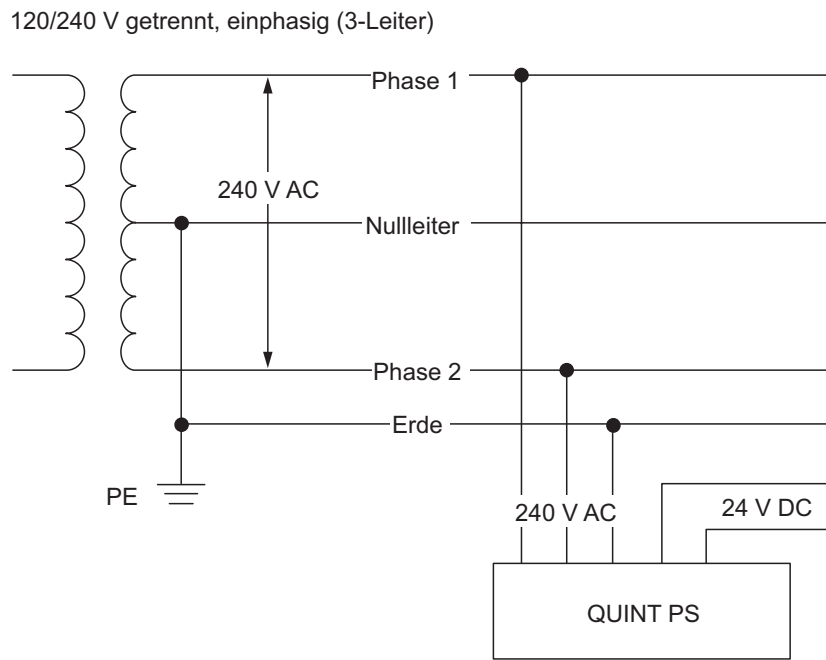 120/240 V getrennt, einphasig (3-Leiter)
Phase 1
240 V AC
Nullleiter
Phase 2
Erde
PE
240 V AC
24 V DC
QUINT PS